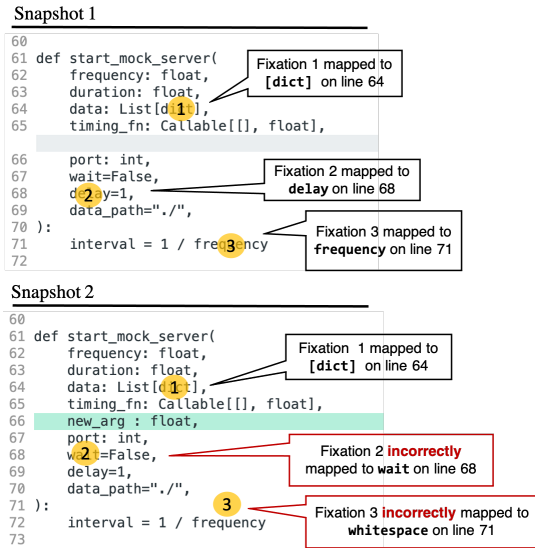 Snapshot 1
60
61 def start_mock_server(
62 frequency: float,
63 duration: float,
64 data: List[dict],
65 timing_fn: Callable[[], float],
66 port: int,
67 wait=False,
68 delay=1,
69 data_path="./",
70 ):
71 interval = 1 / frequency
72
1
2
3
Fixation 1 mapped to
[dict] on line 64
Fixation 2 mapped to
delay on line 68
Fixation 3 mapped to
frequency on line 71
Snapshot 2
60
61 def start_mock_server(
62 frequency: float,
63 duration: float,
64 data: List[dict],
65 timing_fn: Callable[[], float],
66 new_arg : float,
67 port: int,
68 wait=False,
69 delay=1,
70 data_path="./",
71 ):
72 interval = 1 / frequency
73
1
2
3
Fixation 1 mapped to
[dict] on line 64
Fixation 2 incorrectly
mapped to wait on line 68
Fixation 3 incorrectly mapped to
whitespace on line 71